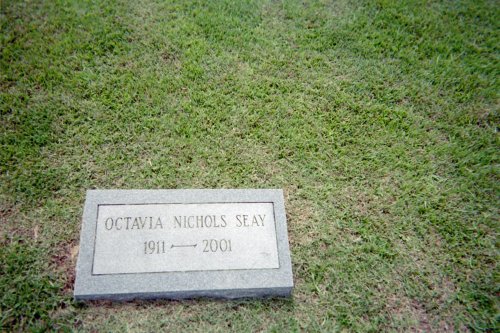 OCTAVIA NICHOLS SEAY
1911 — 2001